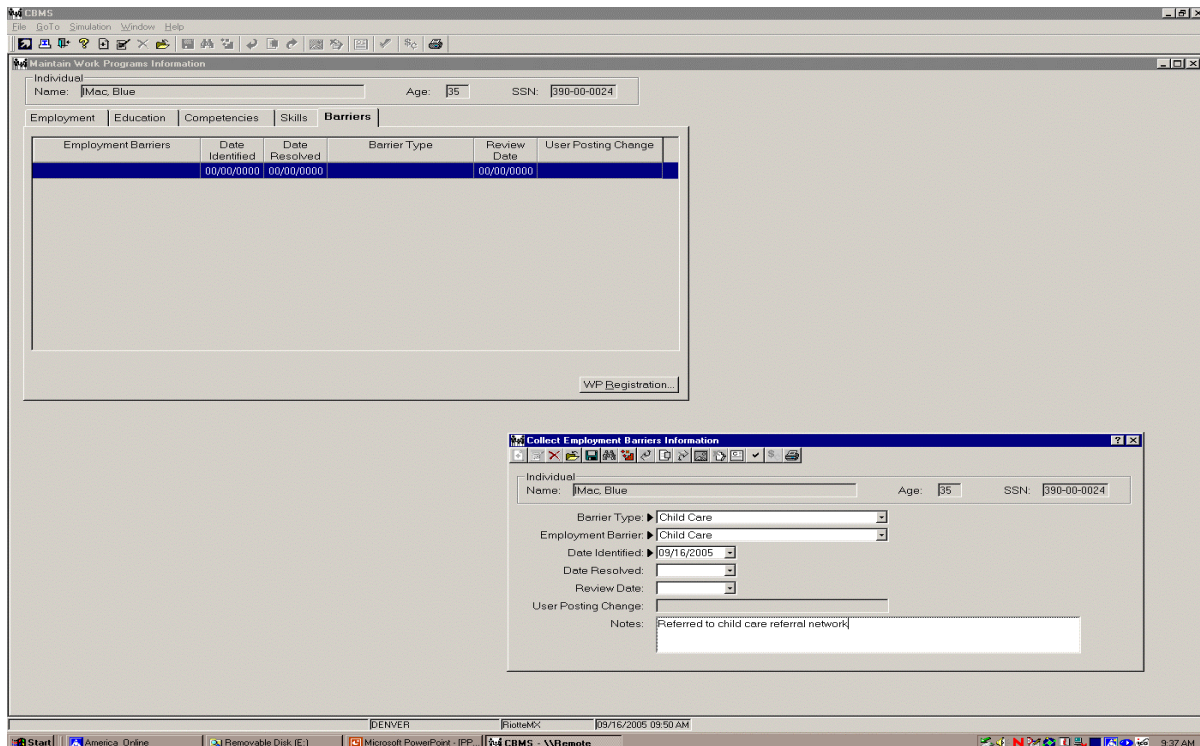 CBMS
File GoTo Simulation Window Help
Maintain Work Programs Information
Individual
Name: IMac, Blue Age: 35 SSN: 390-00-0024
Employment Education Competencies Skills Barriers
Employment Barriers Date Identified Date Resolved Barrier Type Review Date User Posting Change
00/00/0000 00/00/0000 00/00/0000
WP Registration...
Collect Employment Barriers Information
Individual
Name: IMac, Blue Age: 35 SSN: 390-00-0024
Barrier Type: Child Care
Employment Barrier: Child Care
Date Identified: 09/16/2005
Date Resolved:
Review Date:
User Posting Change:
Notes: Referred to child care referral network
DENVER RiotteMX 09/16/2005 09:50 AM
Start America Online Removable Disk (E:) Microsoft PowerPoint - [PP... CBMS - \\Remote 9:37 AM